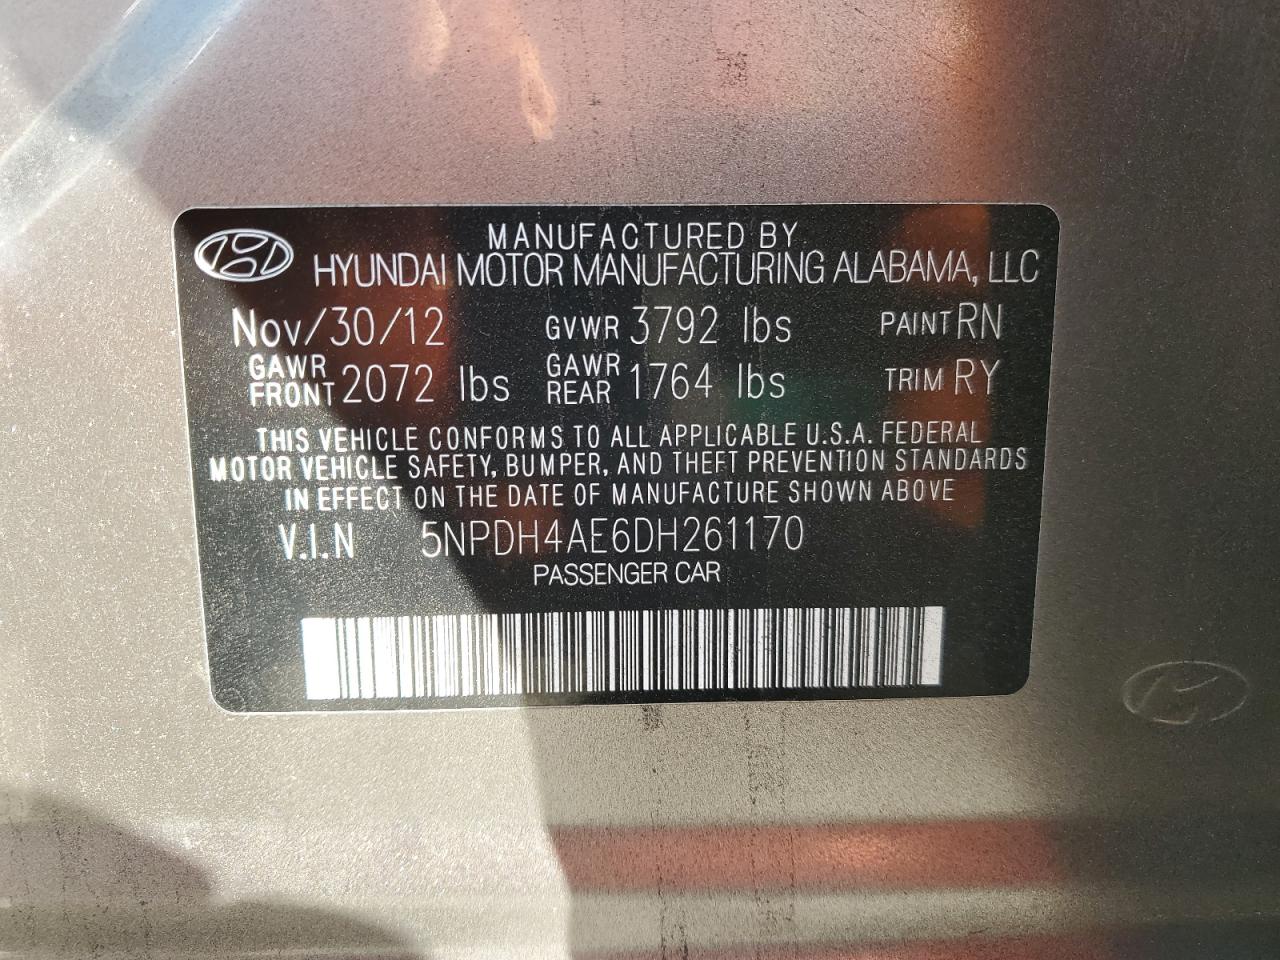 MANUFACTURED BY
HYUNDAI MOTOR MANUFACTURING ALABAMA, LLC
Nov/30/12 GVWR 3792 lbs PAINT RN
GAWR FRONT 2072 lbs GAWR REAR 1764 lbs TRIM RY
THIS VEHICLE CONFORMS TO ALL APPLICABLE U.S.A. FEDERAL
MOTOR VEHICLE SAFETY, BUMPER, AND THEFT PREVENTION STANDARDS
IN EFFECT ON THE DATE OF MANUFACTURE SHOWN ABOVE
V.I.N 5NPDH4AE6DH261170
PASSENGER CAR